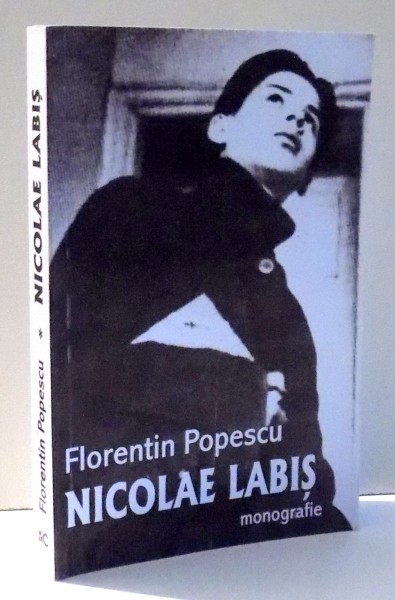 Florentin Popescu
NICOLAE LABIȘ
monografie
Florentin Popescu * NICOLAE LABIȘ